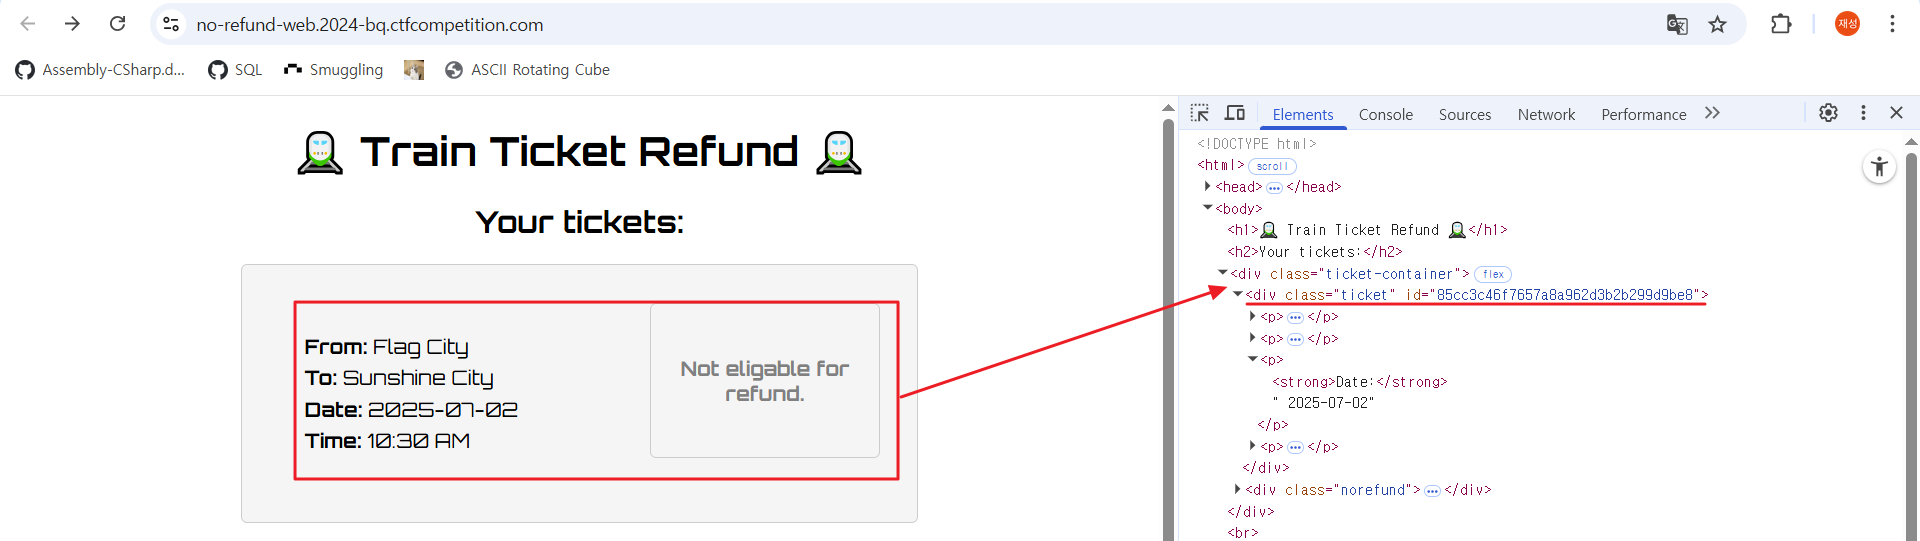 no-refund-web.2024-bq.ctfcompetition.com
재성
Assembly-CSharp.d... SQL Smuggling ASCII Rotating Cube
Train Ticket Refund
Your tickets:
From: Flag City
To: Sunshine City
Date: 2025-07-02
Time: 10:30 AM
Not eligable for
refund.
Elements Console Sources Network Performance
<!DOCTYPE html>
<html> scroll
<head> ••• </head>
<body>
<h1> Train Ticket Refund </h1>
<h2>Your tickets:</h2>
<div class="ticket-container"> flex
<div class="ticket" id="85cc3c46f7657a8a962d3b2b299d9be8">
<p> ••• </p>
<p> ••• </p>
<p>
<strong>Date:</strong>
" 2025-07-02"
</p>
<p> ••• </p>
</div>
<div class="norefund"> ••• </div>
</div>
<br>